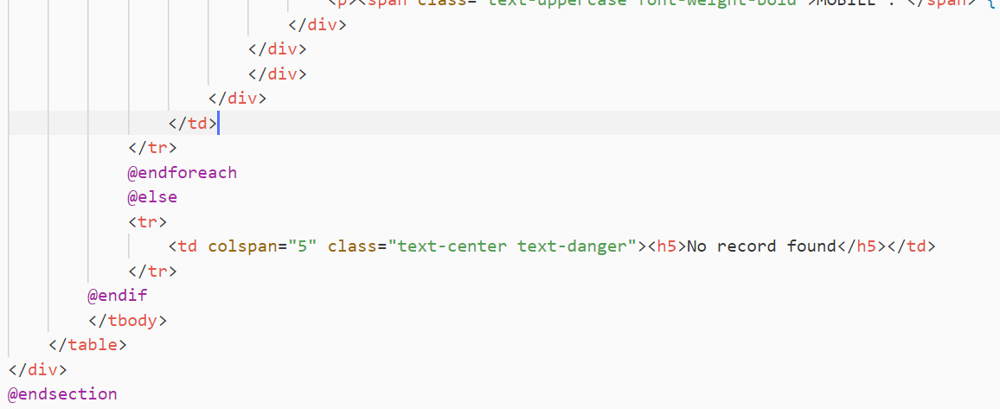 <p><span class="text-uppercase font-weight-bold">MOBILE : </span> {
</div>
</div>
</div>
</div>
</td>
</tr>
@endforeach
@else
<tr>
<td colspan="5" class="text-center text-danger"><h5>No record found</h5></td>
</tr>
@endif
</tbody>
</table>
</div>
@endsection